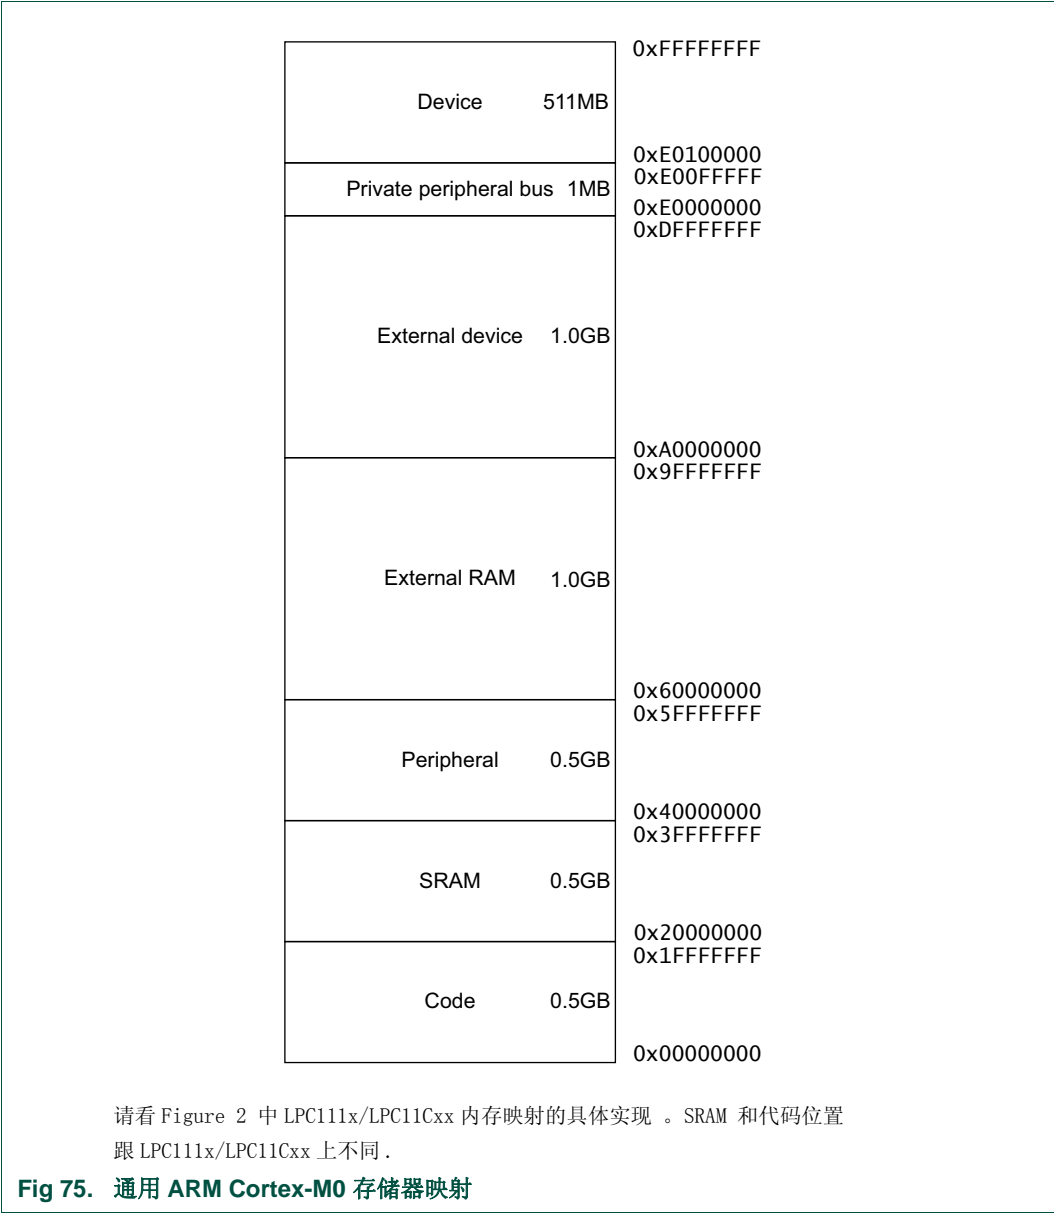 0xFFFFFFFF
Device 511MB
0xE0100000
0xE00FFFFF
Private peripheral bus 1MB
0xE0000000
0xDFFFFFFF
External device 1.0GB
0xA0000000
0x9FFFFFFF
External RAM 1.0GB
0x60000000
0x5FFFFFFF
Peripheral 0.5GB
0x40000000
0x3FFFFFFF
SRAM 0.5GB
0x20000000
0x1FFFFFFF
Code 0.5GB
0x00000000
请看 Figure 2 中 LPC111x/LPC11Cxx 内存映射的具体实现 。SRAM 和代码位置
跟 LPC111x/LPC11Cxx 上不同.
Fig 75. 通用 ARM Cortex-M0 存储器映射